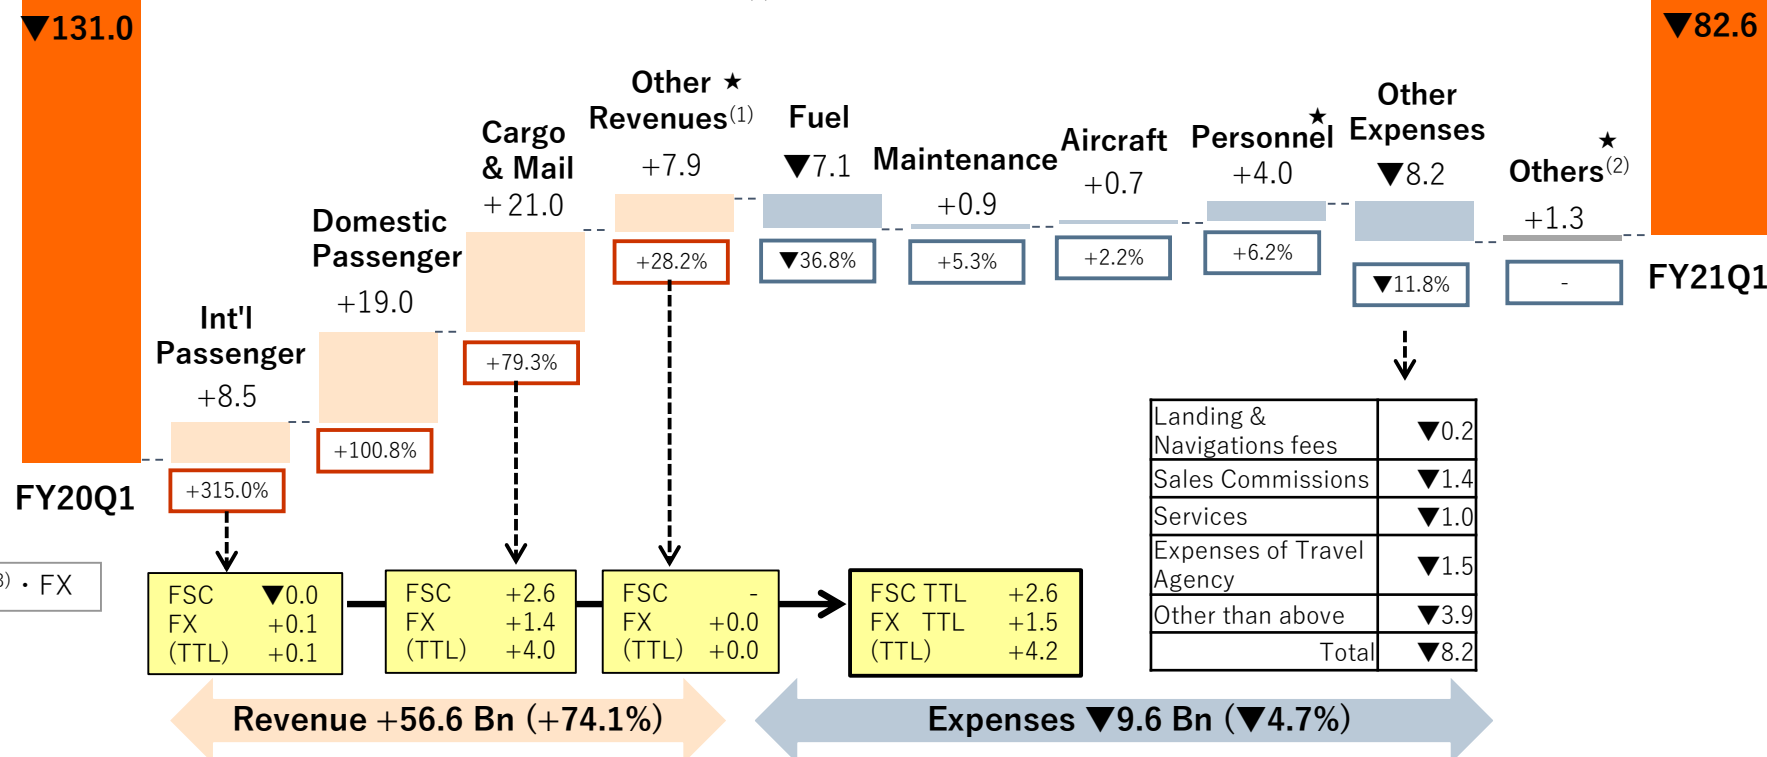 ▼131.0
FY20Q1
Int'l
Passenger
+8.5
+315.0%
Domestic
Passenger
+19.0
+100.8%
Cargo
& Mail
+21.0
+79.3%
Other ★
Revenues(1)
+7.9
+28.2%
Fuel
▼7.1
▼36.8%
Maintenance
+0.9
+5.3%
Aircraft
+0.7
+2.2%
★
Personnel
+4.0
+6.2%
Other
Expenses
▼8.2
▼11.8%
★
Others(2)
+1.3
-
▼82.6
FY21Q1
3)・FX
FSC ▼0.0
FX +0.1
(TTL) +0.1
FSC +2.6
FX +1.4
(TTL) +4.0
FSC -
FX +0.0
(TTL) +0.0
FSC TTL +2.6
FX TTL +1.5
(TTL) +4.2
Landing &
Navigations fees ▼0.2
Sales Commissions ▼1.4
Services ▼1.0
Expenses of Travel
Agency ▼1.5
Other than above ▼3.9
Total ▼8.2
Revenue +56.6 Bn (+74.1%)
Expenses ▼9.6 Bn (▼4.7%)